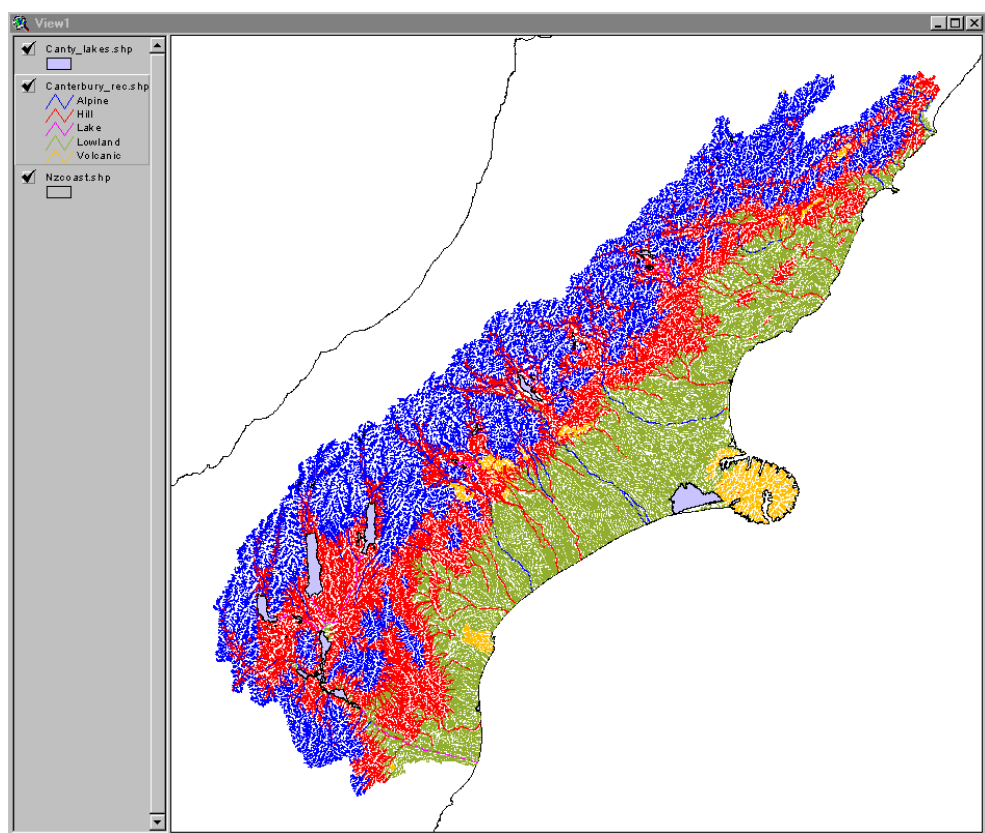 View1
Canty_lakes.shp
Canterbury_rec.shp
Alpine
Hill
Lake
Lowland
Volcanic
Nzcoast.shp